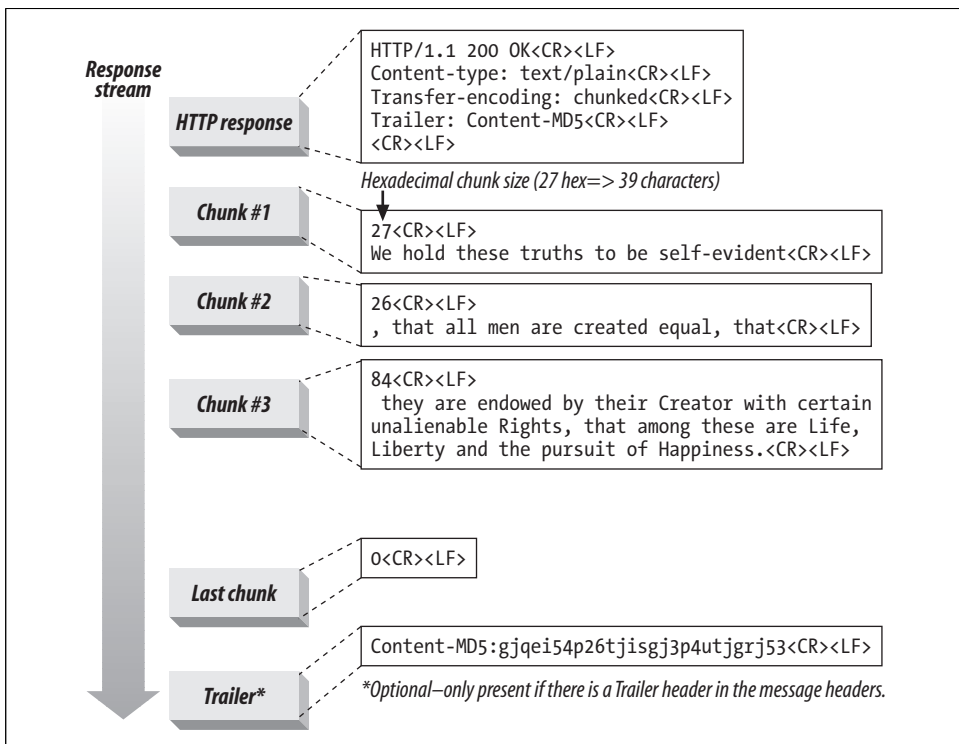 Response
stream
HTTP response
HTTP/1.1 200 OK<CR><LF>
Content-type: text/plain<CR><LF>
Transfer-encoding: chunked<CR><LF>
Trailer: Content-MD5<CR><LF>
<CR><LF>
Hexadecimal chunk size (27 hex=> 39 characters)
Chunk #1
27<CR><LF>
We hold these truths to be self-evident<CR><LF>
Chunk #2
26<CR><LF>
, that all men are created equal, that<CR><LF>
Chunk #3
84<CR><LF>
they are endowed by their Creator with certain
unalienable Rights, that among these are Life,
Liberty and the pursuit of Happiness.<CR><LF>
Last chunk
0<CR><LF>
Trailer*
Content-MD5:gjqei54p26tjisgj3p4utjgrj53<CR><LF>
*Optional–only present if there is a Trailer header in the message headers.